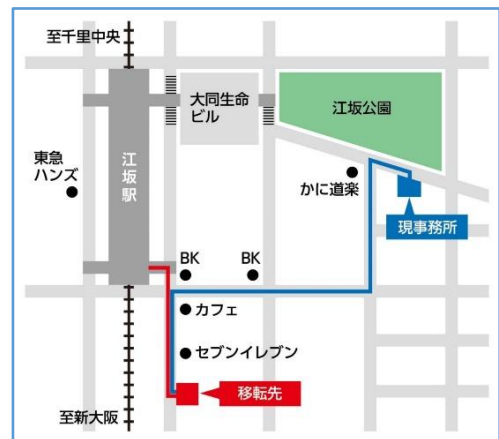 至千里中央
大同生命
ビル
江坂公園
東急
ハンズ
江坂駅
かに道楽
現事務所
BK
BK
カフェ
セブンイレブン
移転先
至新大阪